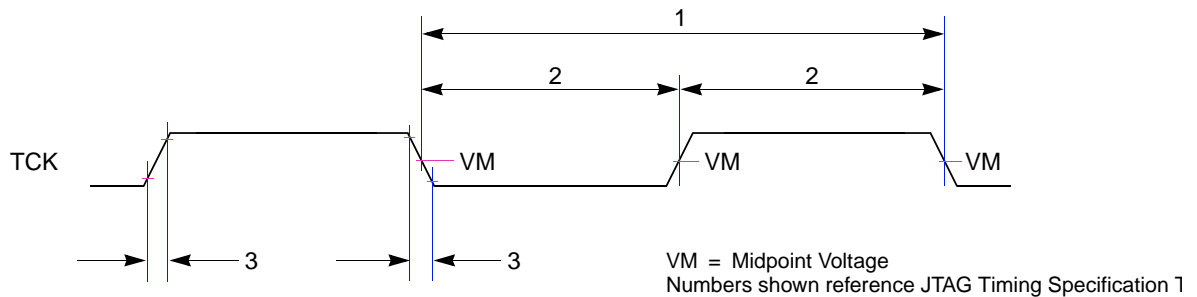 1
2 2
TCK VM VM VM
3 3
VM = Midpoint Voltage
Numbers shown reference JTAG Timing Specification T